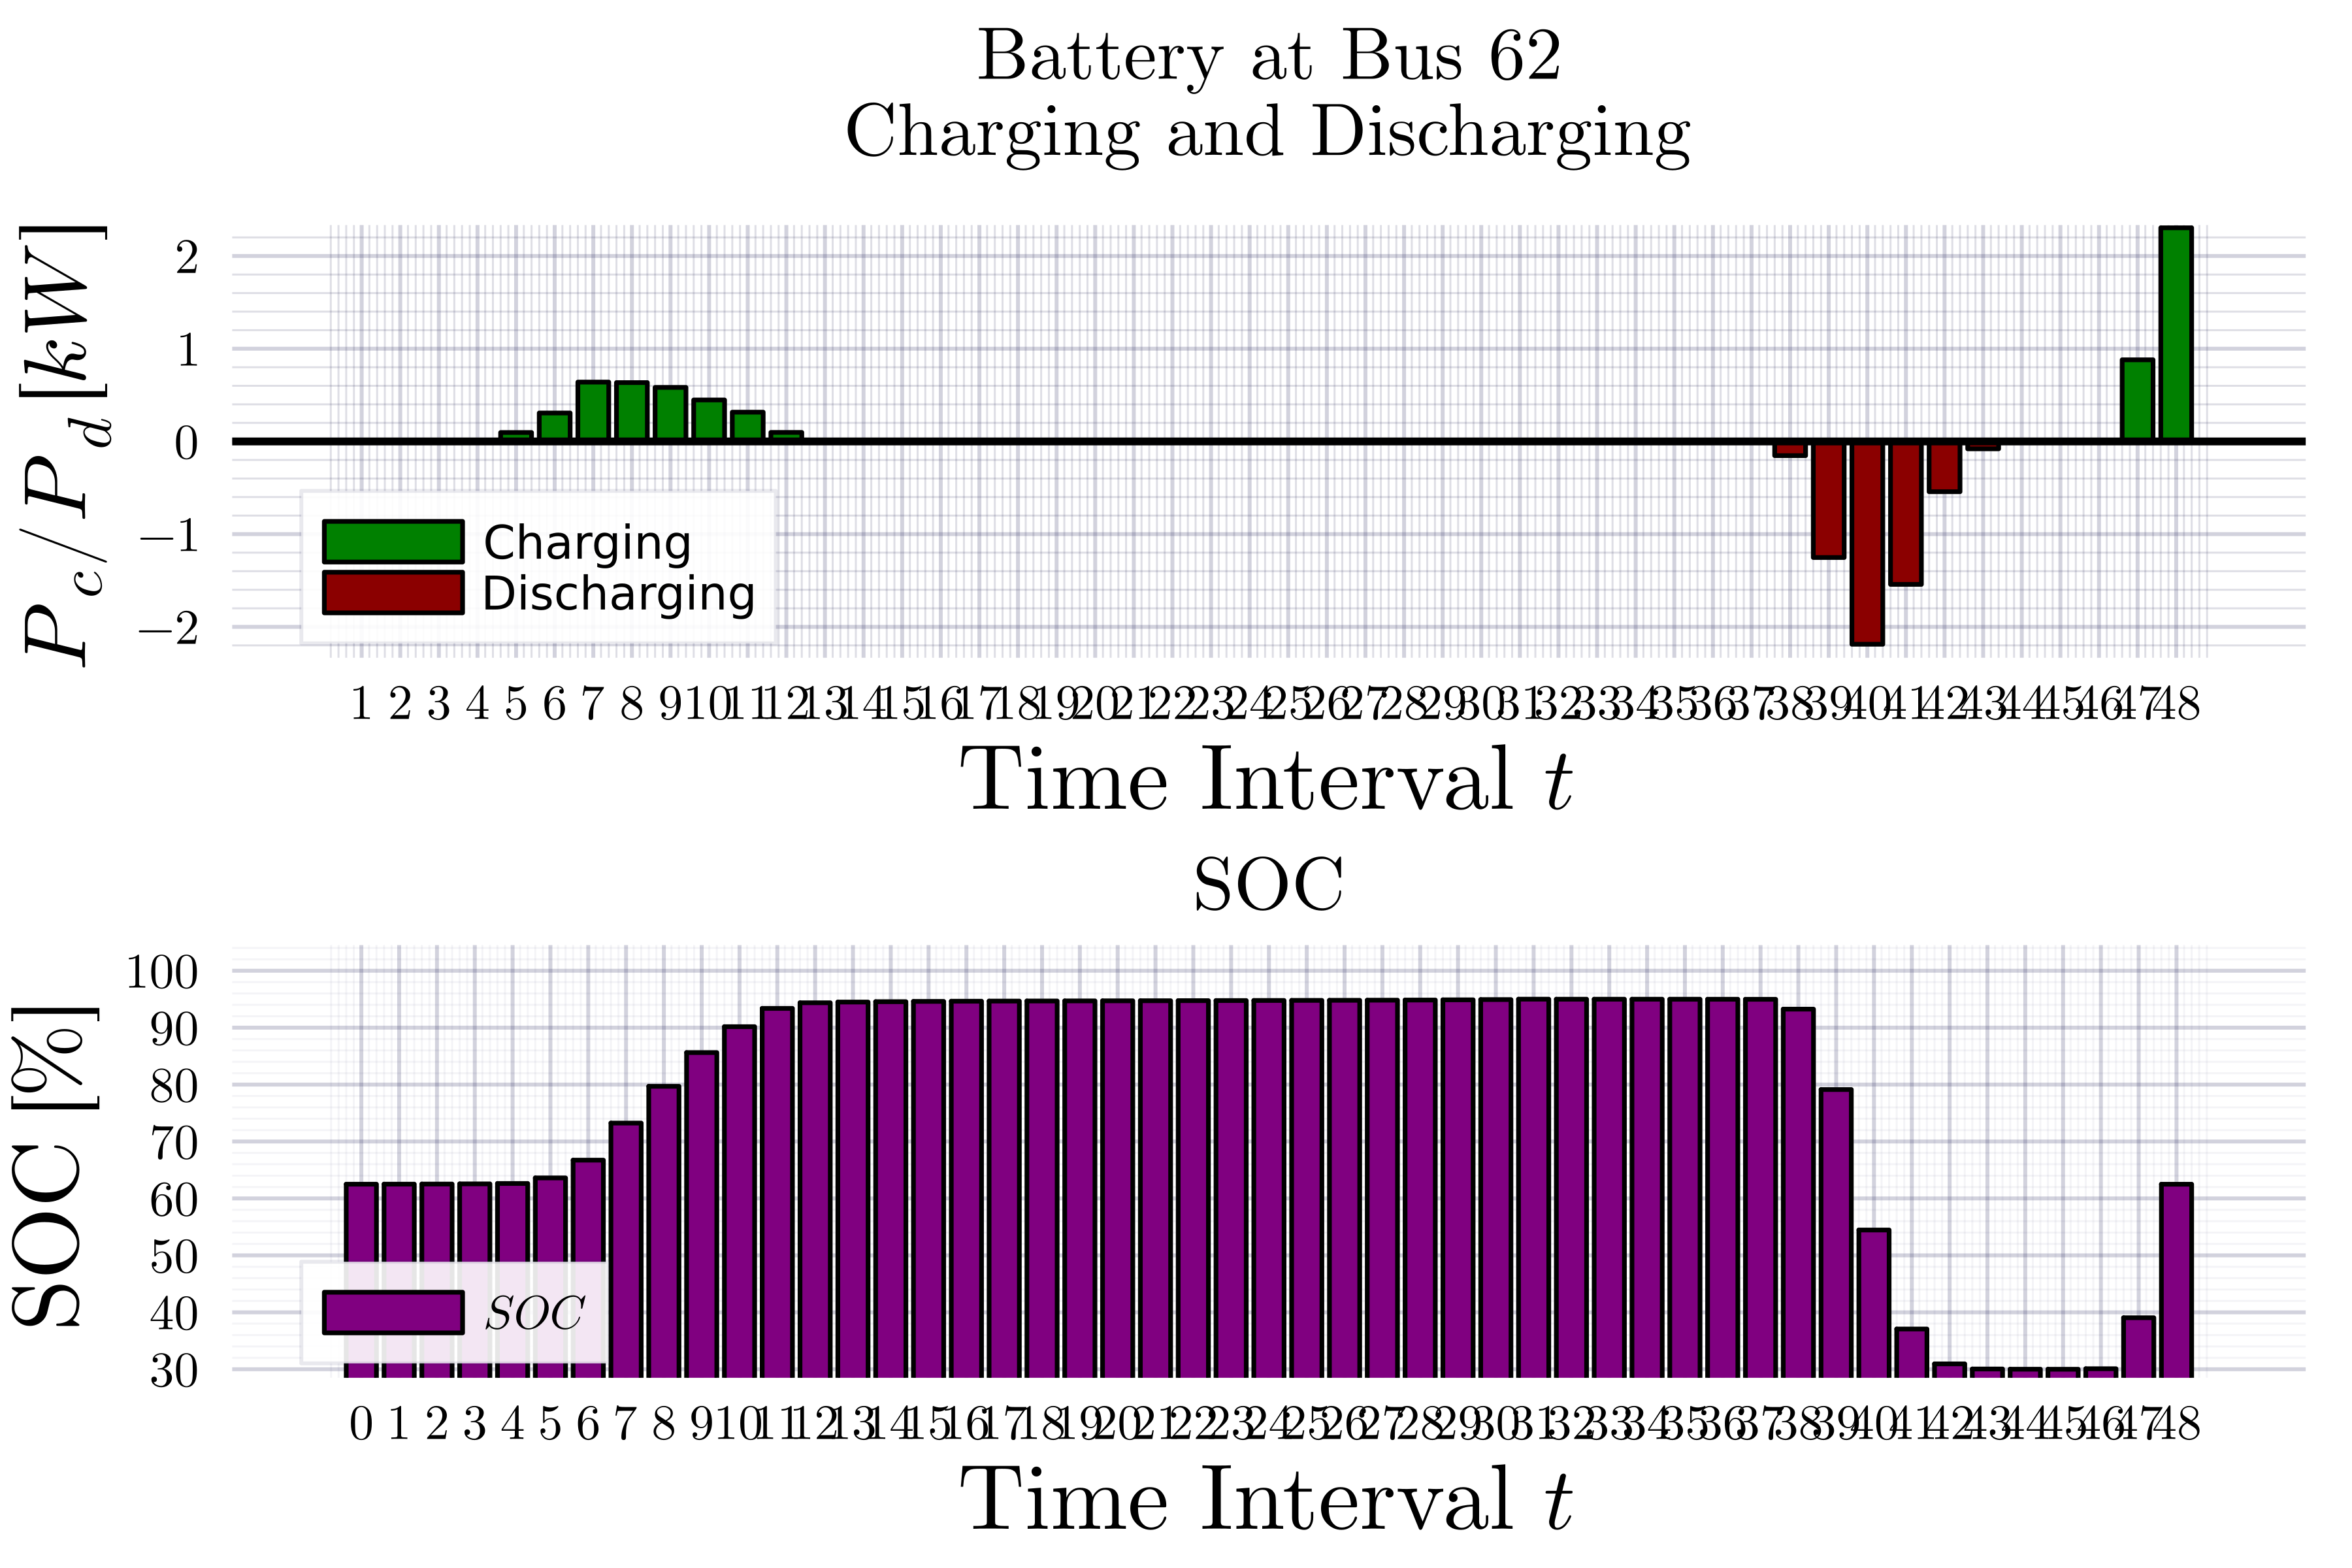 Battery at Bus 62
Charging and Discharging
P_c/P_d [kW]
2
1
0
−1
−2
Charging
Discharging
1 2 3 4 5 6 7 8 9 10 11 12 13 14 15 16 17 18 19 20 21 22 23 24 25 26 27 28 29 30 31 32 33 34 35 36 37 38 39 40 41 42 43 44 45 46 47 48
Time Interval t
SOC
SOC [%]
100
90
80
70
60
50
40
30
SOC
0 1 2 3 4 5 6 7 8 9 10 11 12 13 14 15 16 17 18 19 20 21 22 23 24 25 26 27 28 29 30 31 32 33 34 35 36 37 38 39 40 41 42 43 44 45 46 47 48
Time Interval t